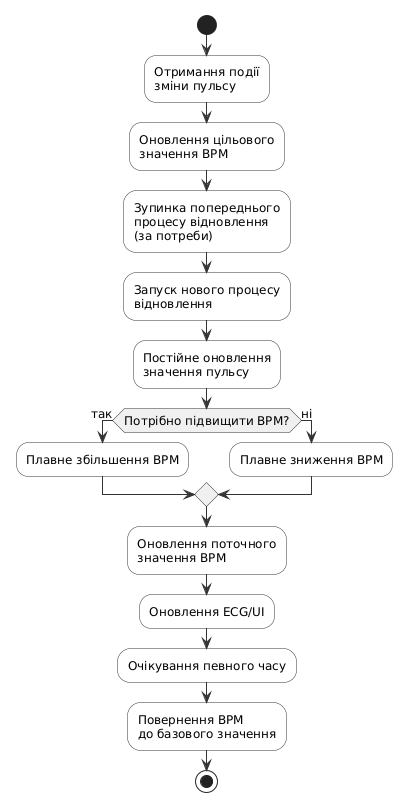 Отримання події
зміни пульсу
Оновлення цільового
значення BPM
Зупинка попереднього
процесу відновлення
(за потреби)
Запуск нового процесу
відновлення
Постійне оновлення
значення пульсу
так
Потрібно підвищити BPM?
ні
Плавне збільшення BPM
Плавне зниження BPM
Оновлення поточного
значення BPM
Оновлення ECG/UI
Очікування певного часу
Повернення BPM
до базового значення